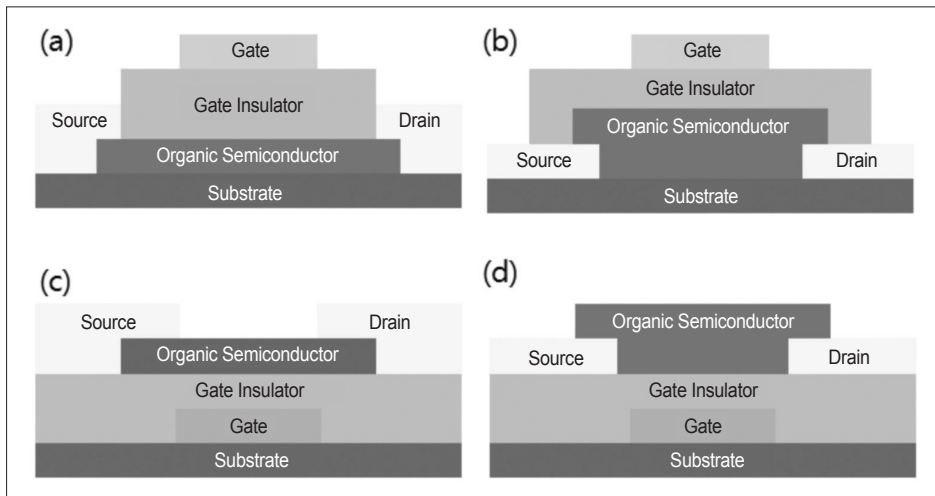 (a)
Gate
Gate Insulator
Source
Drain
Organic Semiconductor
Substrate
(b)
Gate
Gate Insulator
Organic Semiconductor
Source
Drain
Substrate
(c)
Source
Drain
Organic Semiconductor
Gate Insulator
Gate
Substrate
(d)
Organic Semiconductor
Source
Drain
Gate Insulator
Gate
Substrate